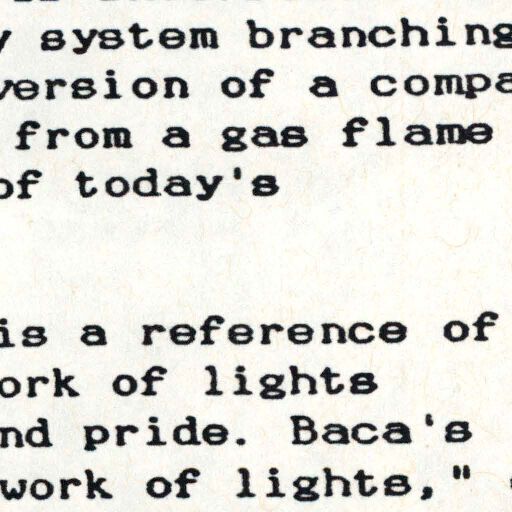 y system branching
version of a compa
from a gas flame
of today's
is a reference of
ork of lights
nd pride. Baca's
work of lights,"